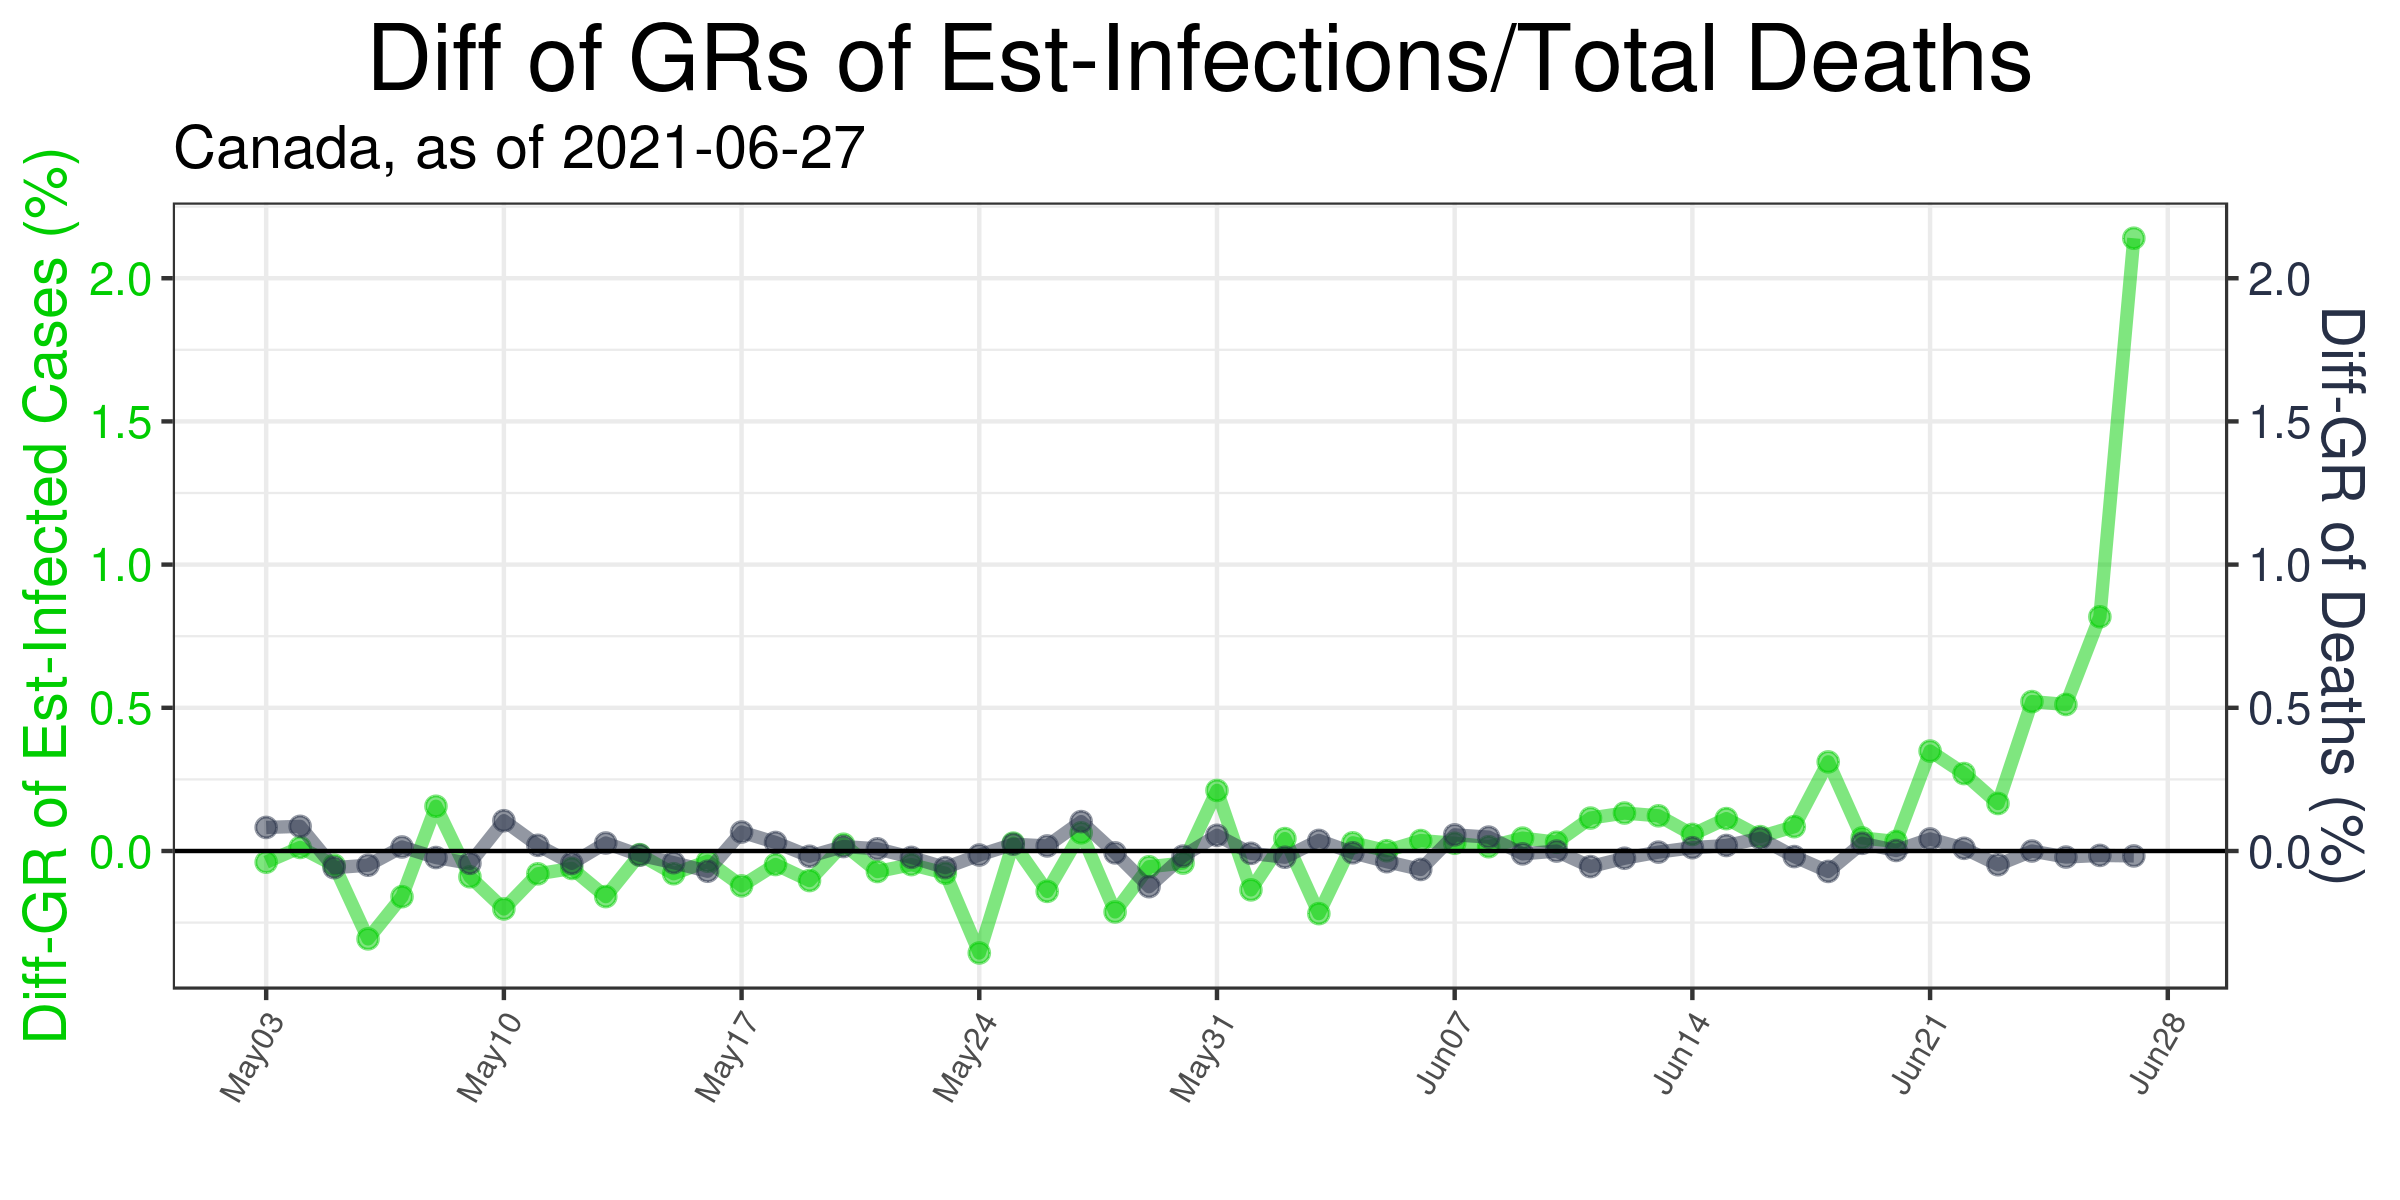 Diff of GRs of Est-Infections/Total Deaths
Canada, as of 2021-06-27
Diff-GR of Est-Infected Cases (%)
2.0
1.5
1.0
0.5
0.0
2.0
1.5
1.0
0.5
0.0
Diff-GR of Deaths (%)
May03
May10
May17
May24
May31
Jun07
Jun14
Jun21
Jun28